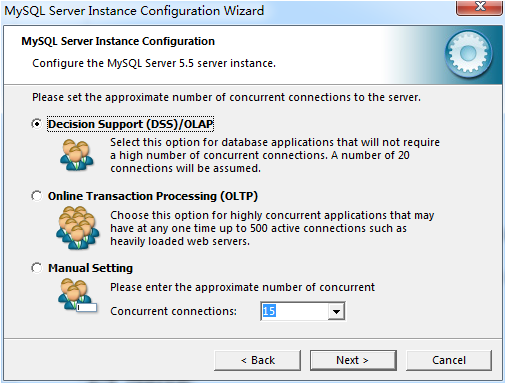 MySQL Server Instance Configuration Wizard
MySQL Server Instance Configuration
Configure the MySQL Server 5.5 server instance.
Please set the approximate number of concurrent connections to the server.
Decision Support (DSS)/OLAP
Select this option for database applications that will not require
a high number of concurrent connections. A number of 20
connections will be assumed.
Online Transaction Processing (OLTP)
Choose this option for highly concurrent applications that may
have at any one time up to 500 active connections such as
heavily loaded web servers.
Manual Setting
Please enter the approximate number of concurrent
Concurrent connections: 15
< Back Next > Cancel